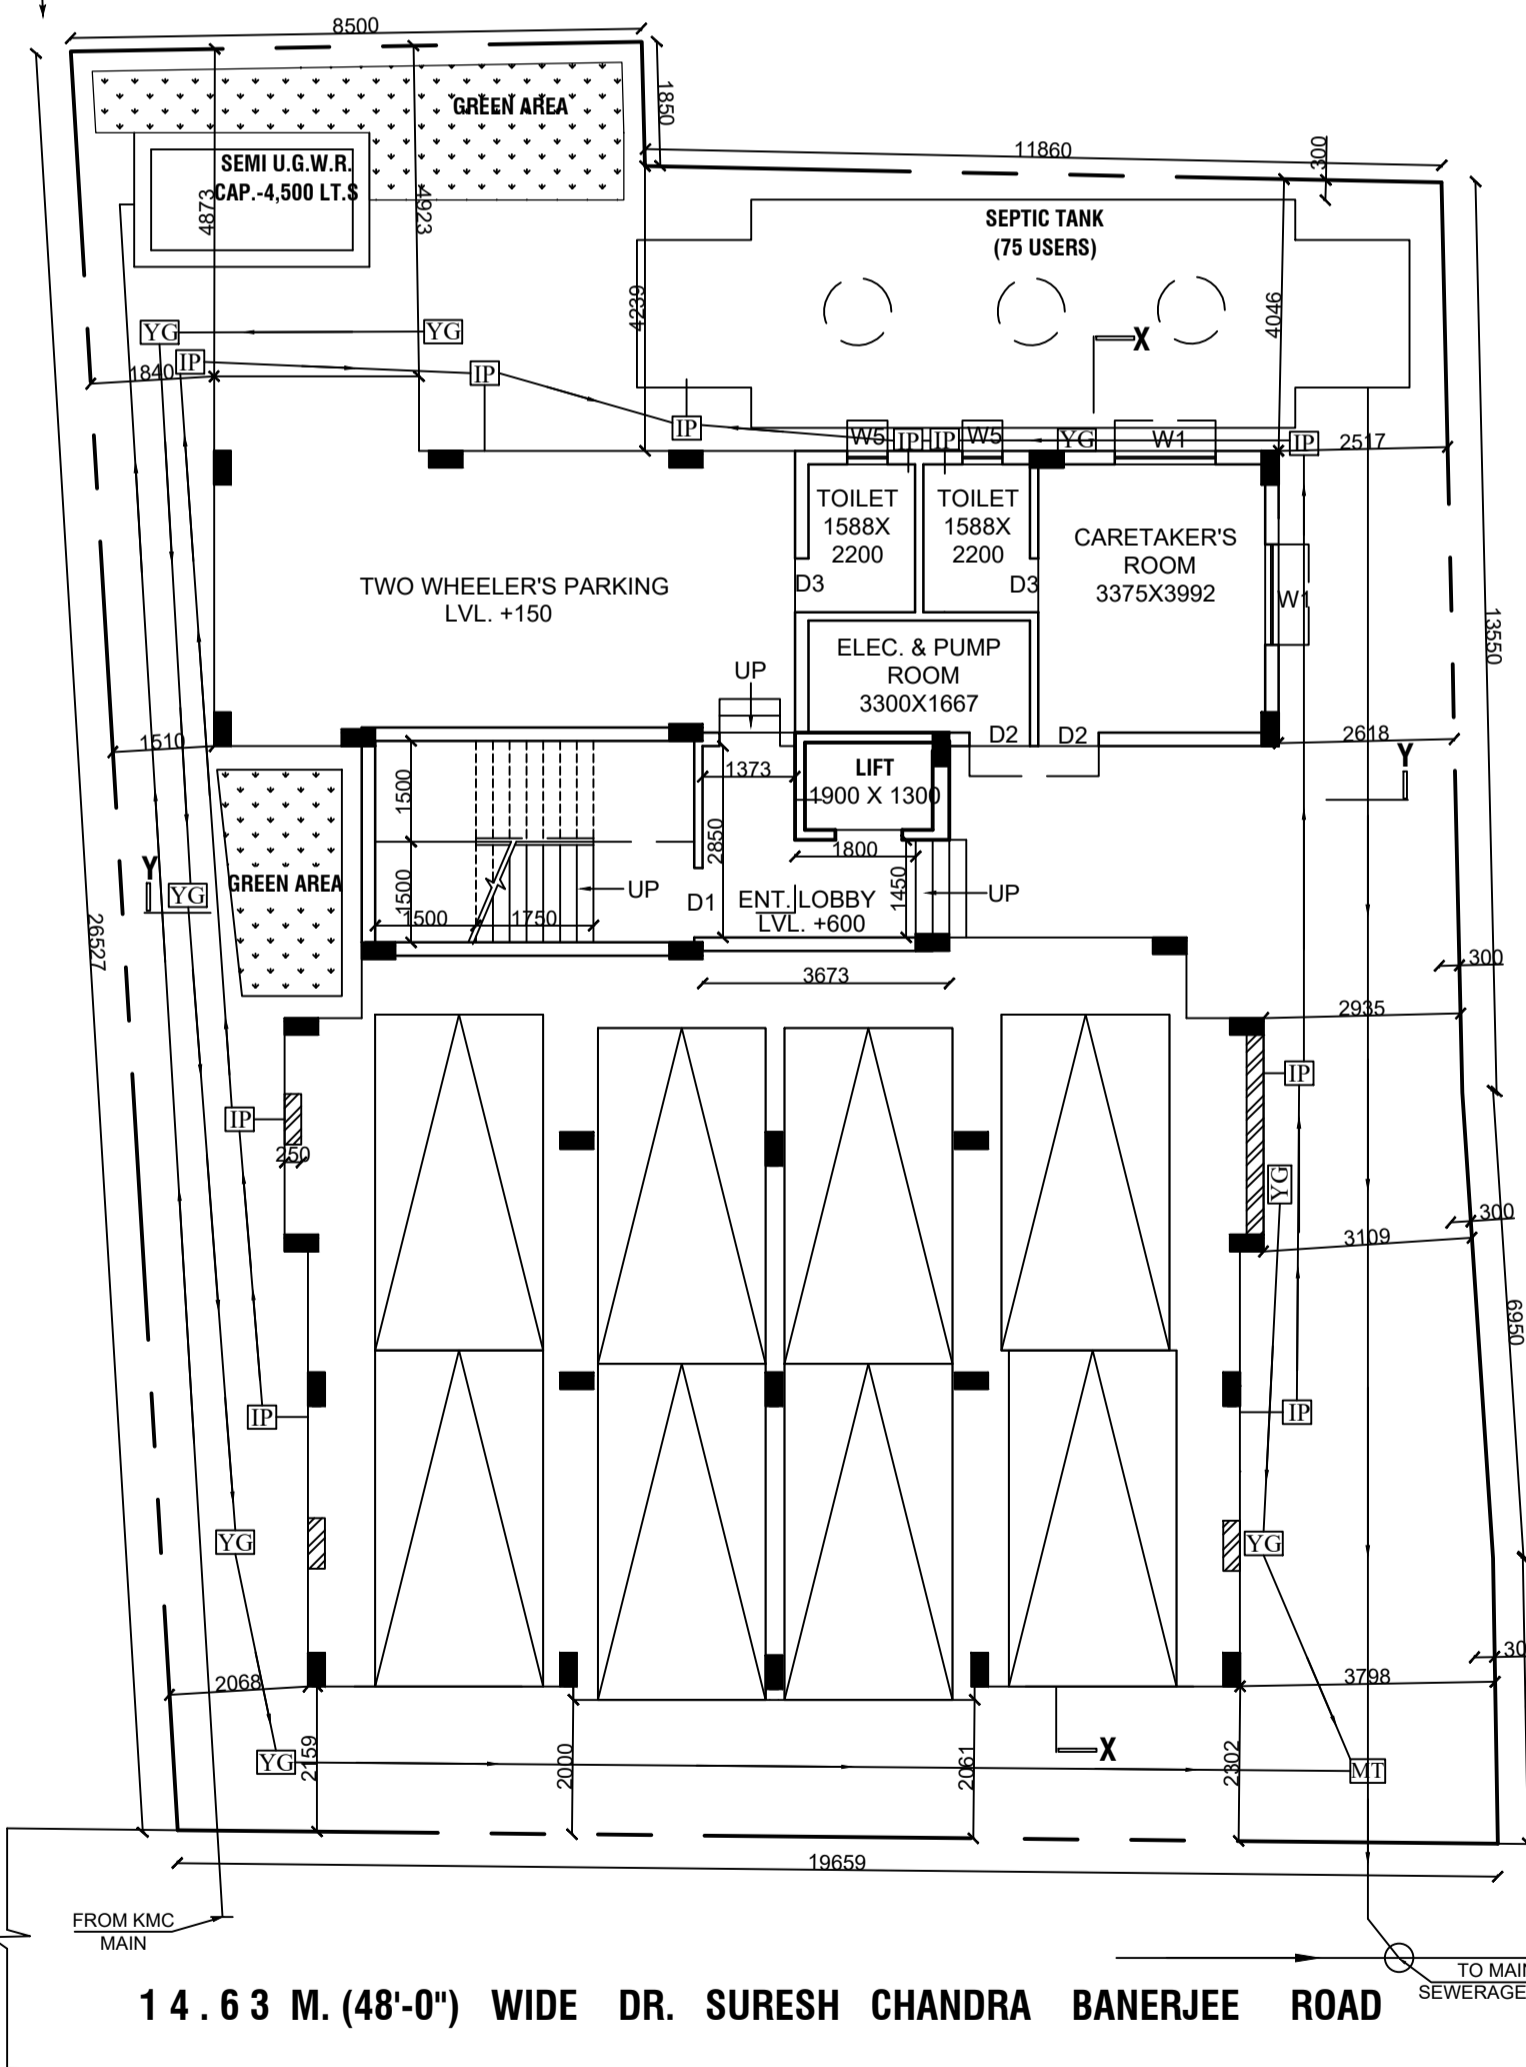 8500
1850
GREEN AREA
11860
300
SEMI U.G.W.R.
CAP.-4,500 LT.S
4873
4923
SEPTIC TANK
(75 USERS)
4239
4046
X
YG
YG
IP
1840
IP
IP
W5
IP
IP
W5
YG
W1
IP
2517
TOILET
1588X
2200
TOILET
1588X
2200
CARETAKER'S
ROOM
3375X3992
D3
D3
W1
TWO WHEELER'S PARKING
LVL. +150
13550
ELEC. & PUMP
ROOM
3300X1667
UP
D2
D2
1510
2618
Y
1373
LIFT
1900 X 1300
1500
2850
1800
Y
GREEN AREA
YG
1500
UP
D1
ENT. LOBBY
LVL. +600
1450
UP
1500
1750
26527
3673
300
2935
IP
IP
250
YG
300
3109
6950
IP
IP
YG
YG
2068
3798
30
YG
2159
2000
2061
X
2302
MT
19659
FROM KMC
MAIN
TO MAIN
SEWERAGE
14.63 M. (48'-0") WIDE DR. SURESH CHANDRA BANERJEE ROAD